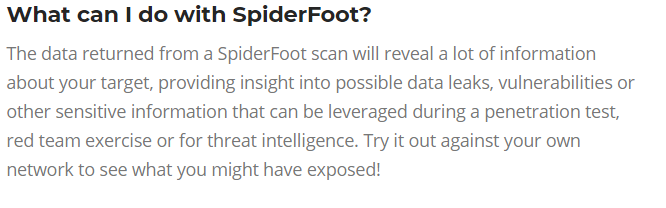 What can I do with SpiderFoot?
The data returned from a SpiderFoot scan will reveal a lot of information
about your target, providing insight into possible data leaks, vulnerabilities or
other sensitive information that can be leveraged during a penetration test,
red team exercise or for threat intelligence. Try it out against your own
network to see what you might have exposed!